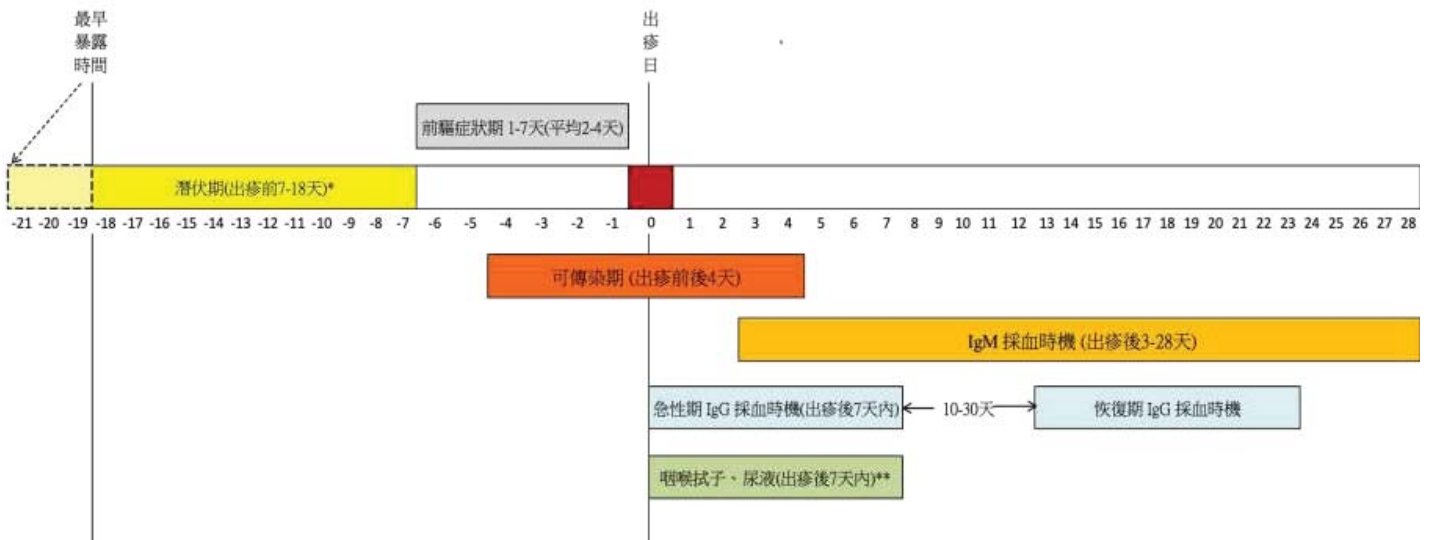 最早
暴露
時間
出
疹
日
前驅症狀期 1-7天(平均2-4天)
潛伏期(出疹前7-18天)*
-21 -20 -19 -18 -17 -16 -15 -14 -13 -12 -11 -10 -9 -8 -7 -6 -5 -4 -3 -2 -1 0 1 2 3 4 5 6 7 8 9 10 11 12 13 14 15 16 17 18 19 20 21 22 23 24 25 26 27 28
可傳染期 (出疹前後4天)
IgM 採血時機 (出疹後3-28天)
急性期 IgG 採血時機(出疹後7天內) 10-30天 恢復期 IgG 採血時機
咽喉拭子、尿液(出疹後7天內)**